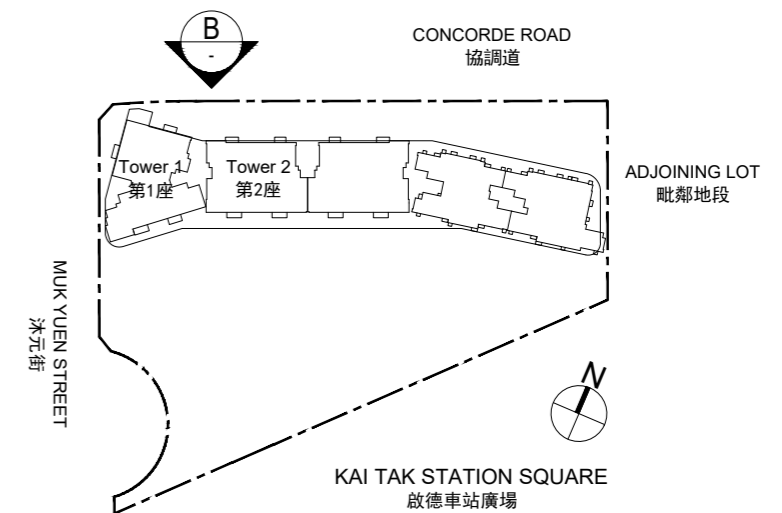 B
-
CONCORDE ROAD
協調道
Tower 1
第1座
Tower 2
第2座
ADJOINING LOT
毗鄰地段
MUK YUEN STREET
沐元街
N
KAI TAK STATION SQUARE
啟德車站廣場